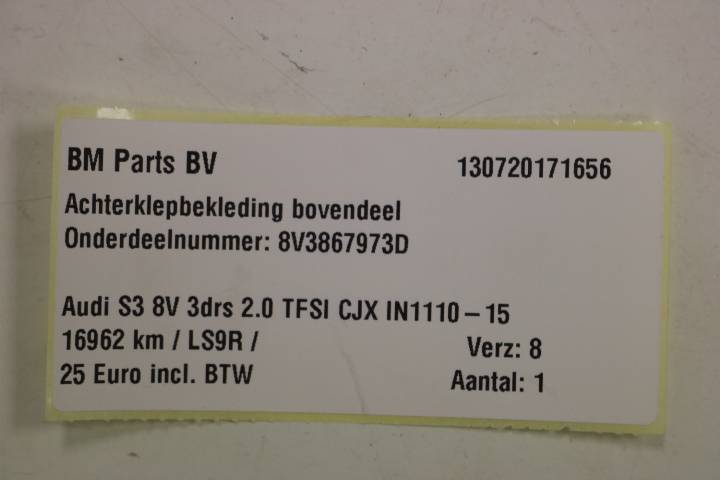 BM Parts BV 130720171656
Achterklepbekleding bovendeel
Onderdeelnummer: 8V3867973D
Audi S3 8V 3drs 2.0 TFSI CJX IN1110-15
16962 km / LS9R / Verz: 8
25 Euro incl. BTW Aantal: 1